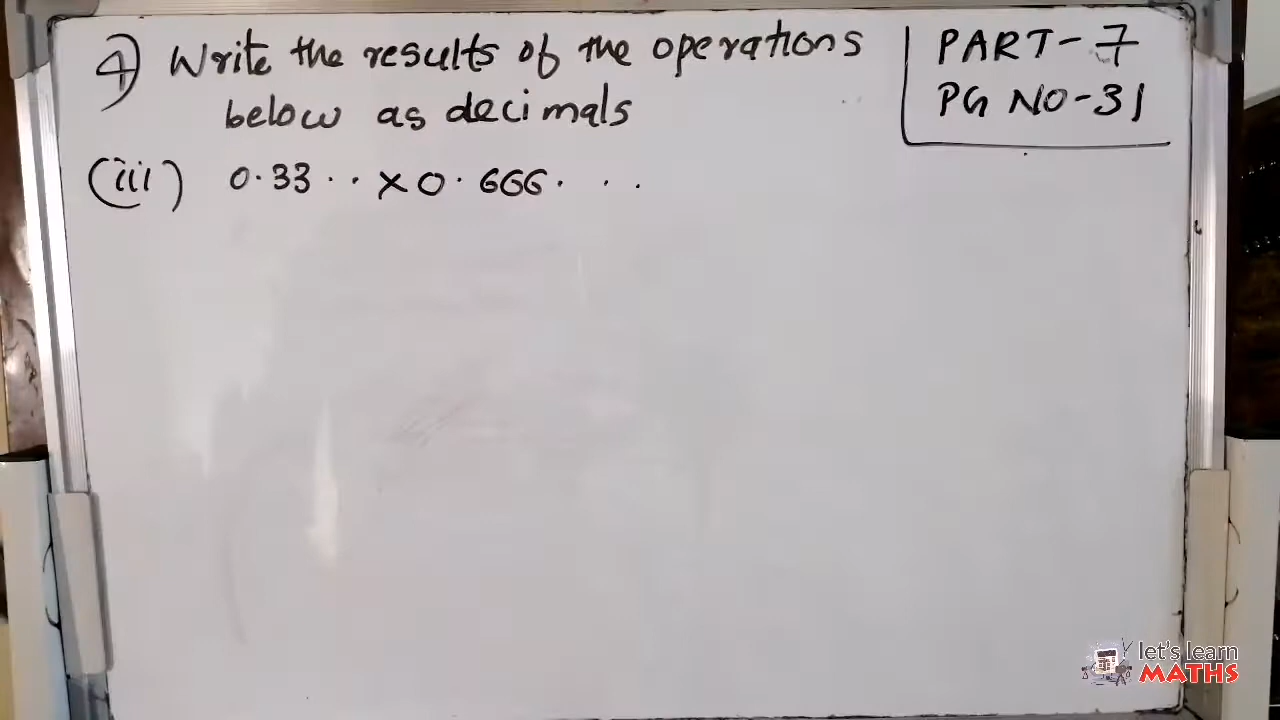 4) Write the results of the operations
below as decimals
(iii) 0.33.. × 0.666...
PART-7
PG NO-31
let's learn
MATHS